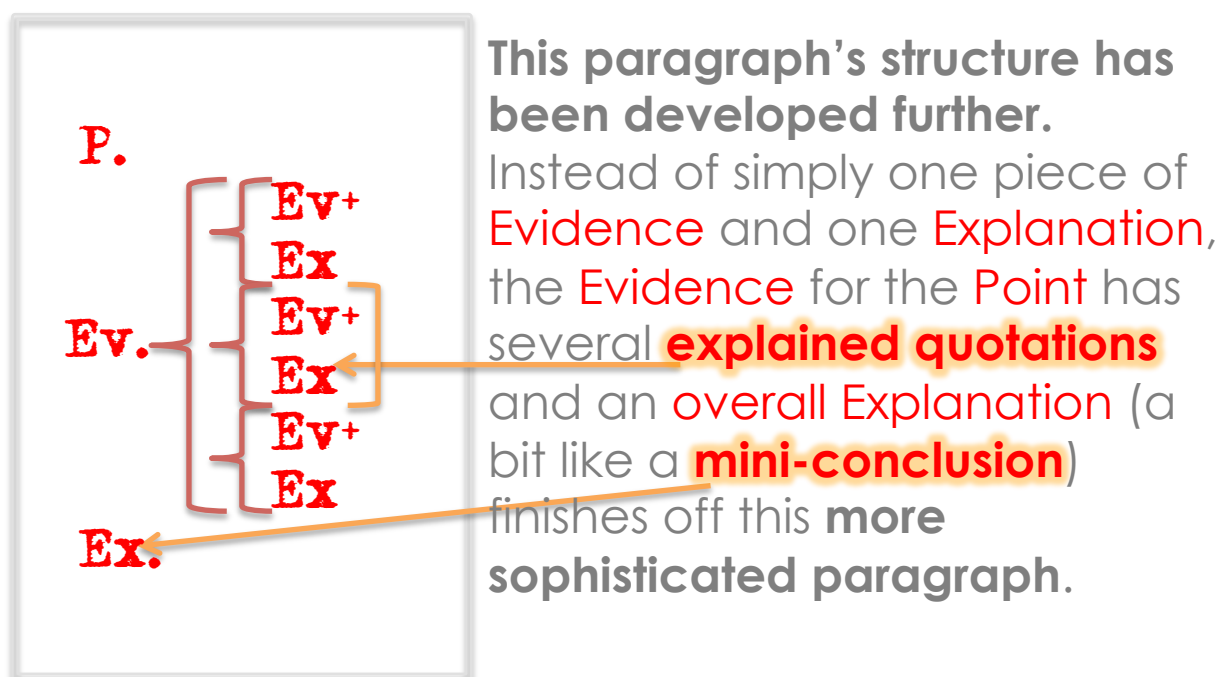 P.
Ev+
Ex
Ev+
Ev.
Ex
Ev+
Ex
Ex.
This paragraph’s structure has
been developed further.
Instead of simply one piece of
Evidence and one Explanation,
the Evidence for the Point has
several explained quotations
and an overall Explanation (a
bit like a mini-conclusion)
finishes off this more
sophisticated paragraph.